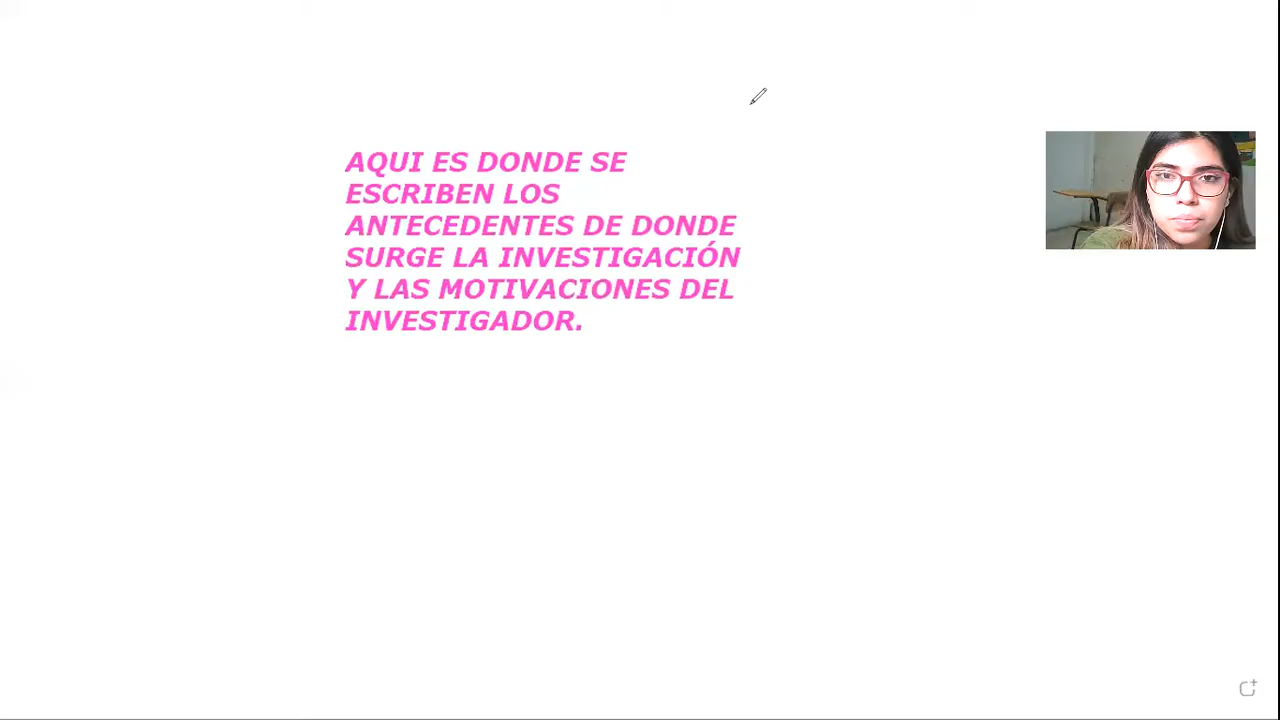 AQUI ES DONDE SE
ESCRIBEN LOS
ANTECEDENTES DE DONDE
SURGE LA INVESTIGACIÓN
Y LAS MOTIVACIONES DEL
INVESTIGADOR.